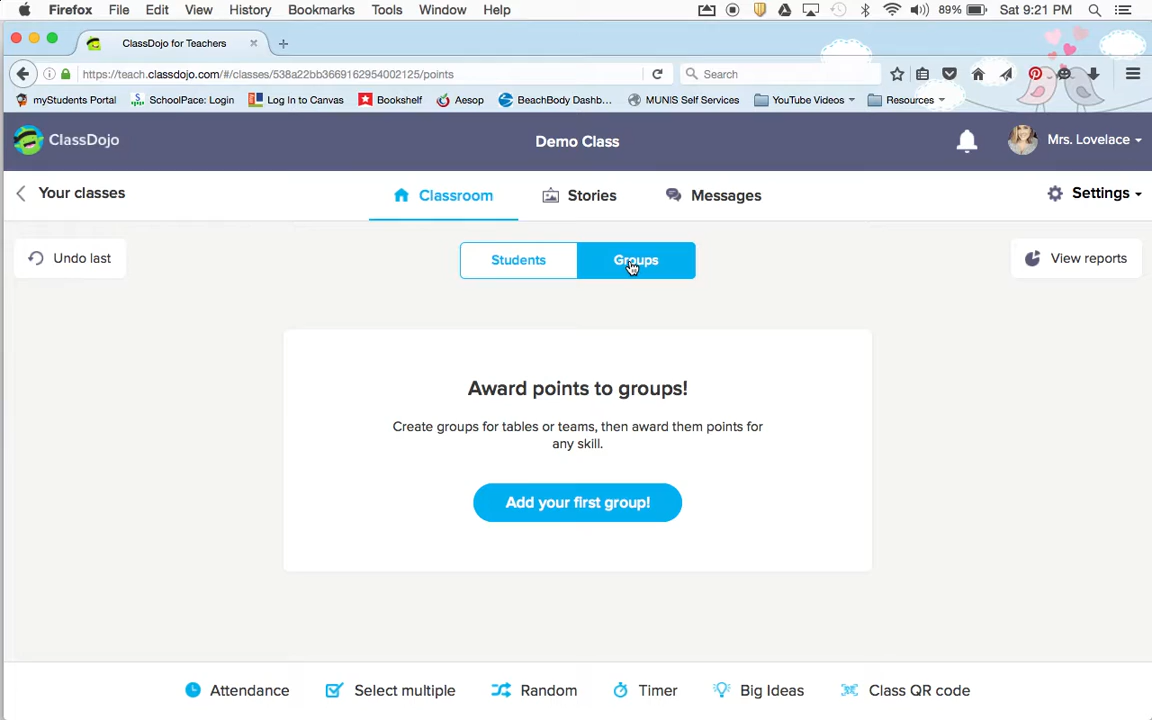 Firefox File Edit View History Bookmarks Tools Window Help 89% Sat 9:21 PM
ClassDojo for Teachers
https://teach.classdojo.com/#/classes/538a22bb3669162954002125/points Search
myStudents Portal SchoolPace: Login Log In to Canvas Bookshelf Aesop BeachBody Dashb... MUNIS Self Services YouTube Videos Resources
ClassDojo Demo Class Mrs. Lovelace
Your classes Classroom Stories Messages Settings
Undo last Students Groups View reports
Award points to groups!
Create groups for tables or teams, then award them points for
any skill.
Add your first group!
Attendance Select multiple Random Timer Big Ideas Class QR code